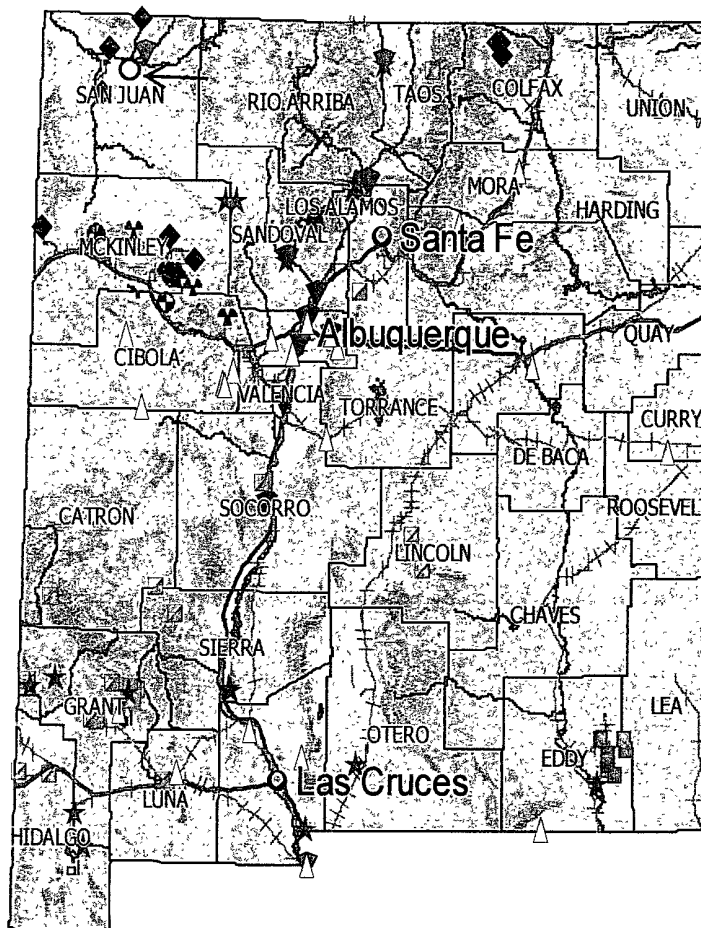 SAN JUAN
RIO ARRIBA
TAOS
COLFAX
UNION
MORA
HARDING
LOS ALAMOS
MCKINLEY
SANDOVAL
Santa Fe
Albuquerque
QUAY
CIBOLA
VALENCIA
TORRANCE
CURRY
DE BACA
CATRON
SOCORRO
ROOSEVEL
LINCOLN
CHAVES
SIERRA
GRANT
OTERO
LEA
EDDY
LUNA
Las Cruces
HIDALGO